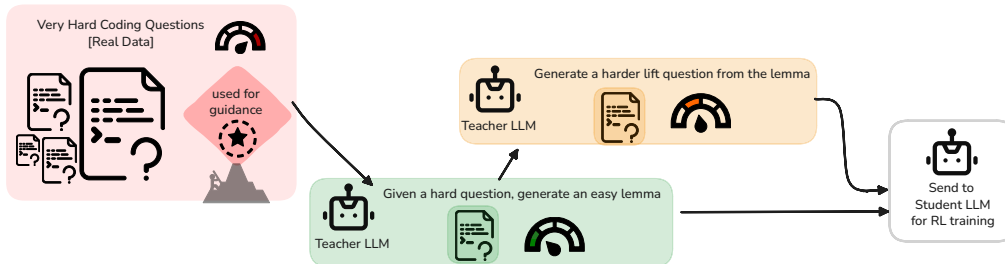 Very Hard Coding Questions
[Real Data]
used for
guidance
Generate a harder lift question from the lemma
Teacher LLM
Given a hard question, generate an easy lemma
Teacher LLM
Send to
Student LLM
for RL training